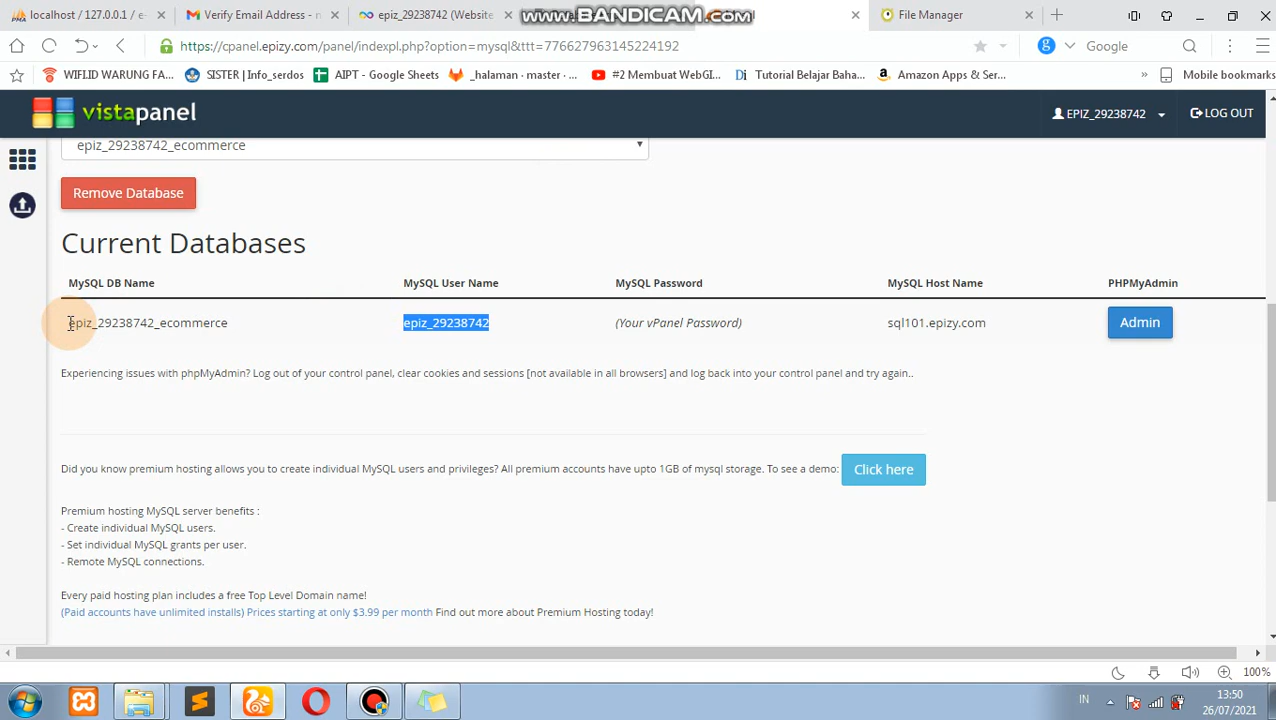 localhost / 127.0.0.1 / e-
Verify Email Address - n
epiz_29238742 (Website
WWW.BANDICAM.COM
File Manager
https://cpanel.epizy.com/panel/indexpl.php?option=mysql&ttt=776627963145224192
Google
WIFI.ID WARUNG FA...
SISTER | Info_serdos
AIPT - Google Sheets
_halaman · master · ...
#2 Membuat WebGI...
Tutorial Belajar Baha...
Amazon Apps & Ser...
Mobile bookmarks
vistapanel
EPIZ_29238742
LOG OUT
epiz_29238742_ecommerce
Remove Database
Current Databases
MySQL DB Name MySQL User Name MySQL Password MySQL Host Name PHPMyAdmin
epiz_29238742_ecommerce epiz_29238742 (Your vPanel Password) sql101.epizy.com Admin
Experiencing issues with phpMyAdmin? Log out of your control panel, clear cookies and sessions [not available in all browsers] and log back into your control panel and try again..
Did you know premium hosting allows you to create individual MySQL users and privileges? All premium accounts have upto 1GB of mysql storage. To see a demo: Click here
Premium hosting MySQL server benefits :
- Create individual MySQL users.
- Set individual MySQL grants per user.
- Remote MySQL connections.
Every paid hosting plan includes a free Top Level Domain name!
(Paid accounts have unlimited installs) Prices starting at only $3.99 per month Find out more about Premium Hosting today!
100%
IN
13:50
26/07/2021